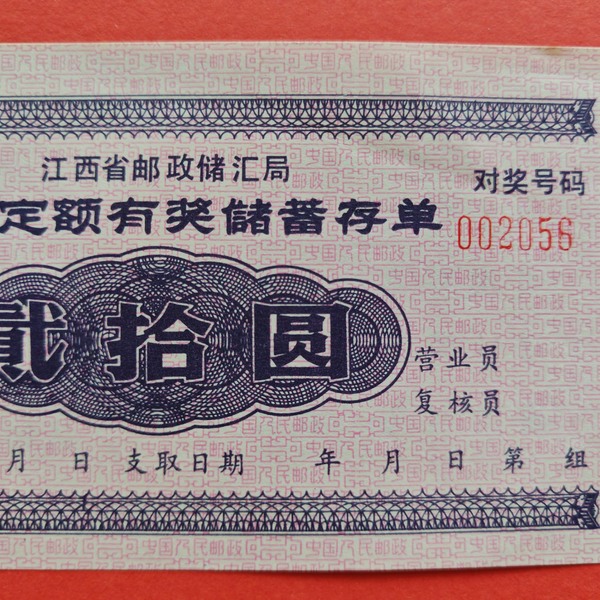 江西省邮政储汇局
定额有奖储蓄存单
对奖号码
002056
贰拾圆
营业员
复核员
月 日 支取日期 年 月 日 第 组